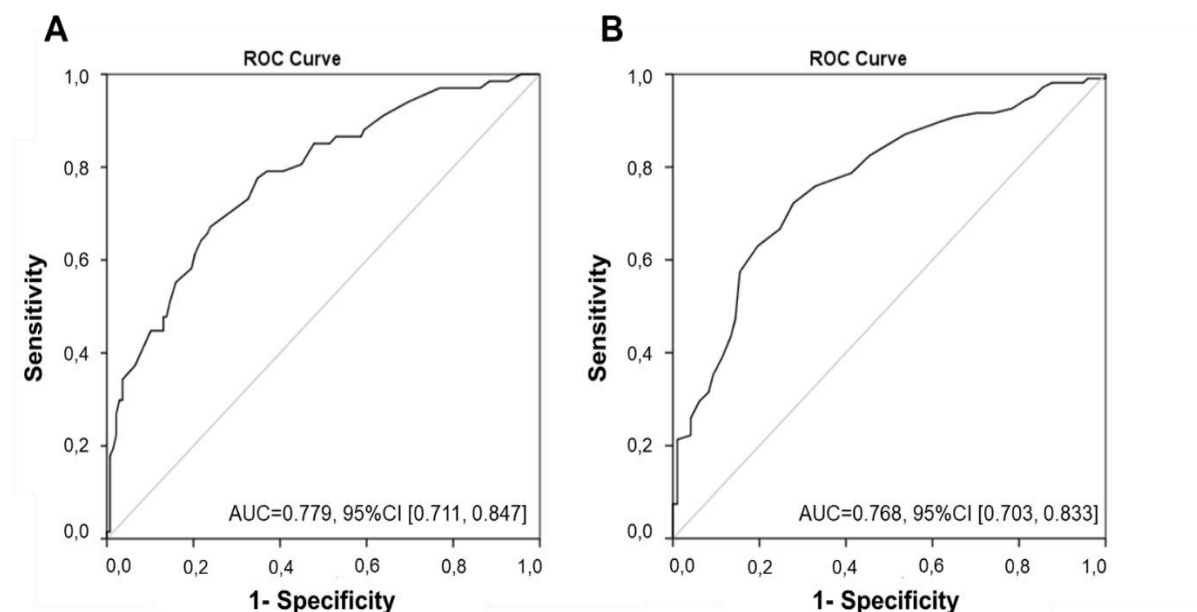 A
B
ROC Curve
ROC Curve
1,0
0,8
0,6
0,4
0,2
0,0
Sensitivity
AUC=0.779, 95%CI [0.711, 0.847]
0,0 0,2 0,4 0,6 0,8 1,0
1- Specificity
1,0
0,8
0,6
0,4
0,2
0,0
Sensitivity
AUC=0.768, 95%CI [0.703, 0.833]
0,0 0,2 0,4 0,6 0,8 1,0
1- Specificity